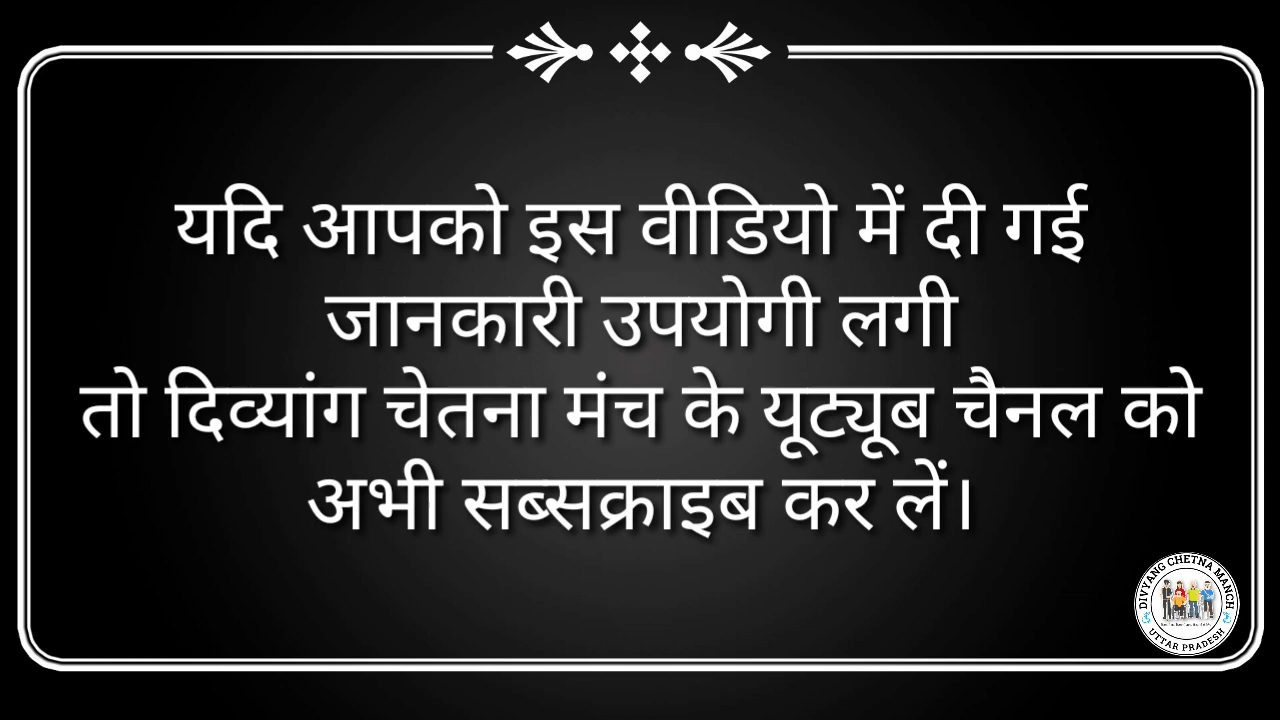 यदि आपको इस वीडियो में दी गई
जानकारी उपयोगी लगी
तो दिव्यांग चेतना मंच के यूट्यूब चैनल को
अभी सब्सक्राइब कर लें।
DIVYANG CHETNA MANCH
UTTAR PRADESH